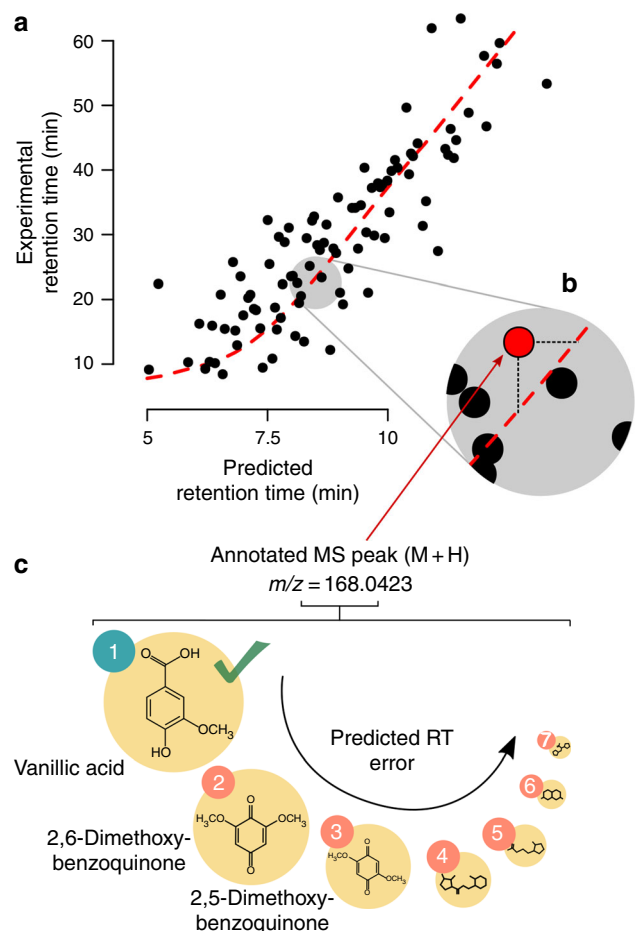 a
Experimental
retention time (min)
60
50
40
30
20
10
5
7.5
10
Predicted
retention time (min)
b
Annotated MS peak (M + H)
m/z = 168.0423
c
1
O
OH
OCH₃
HO
Vanillic acid
Predicted RT
error
2
O
H₃CO
OCH₃
O
2,6-Dimethoxy-
benzoquinone
3
O
H₃CO
OCH₃
O
2,5-Dimethoxy-
benzoquinone
4
5
6
7